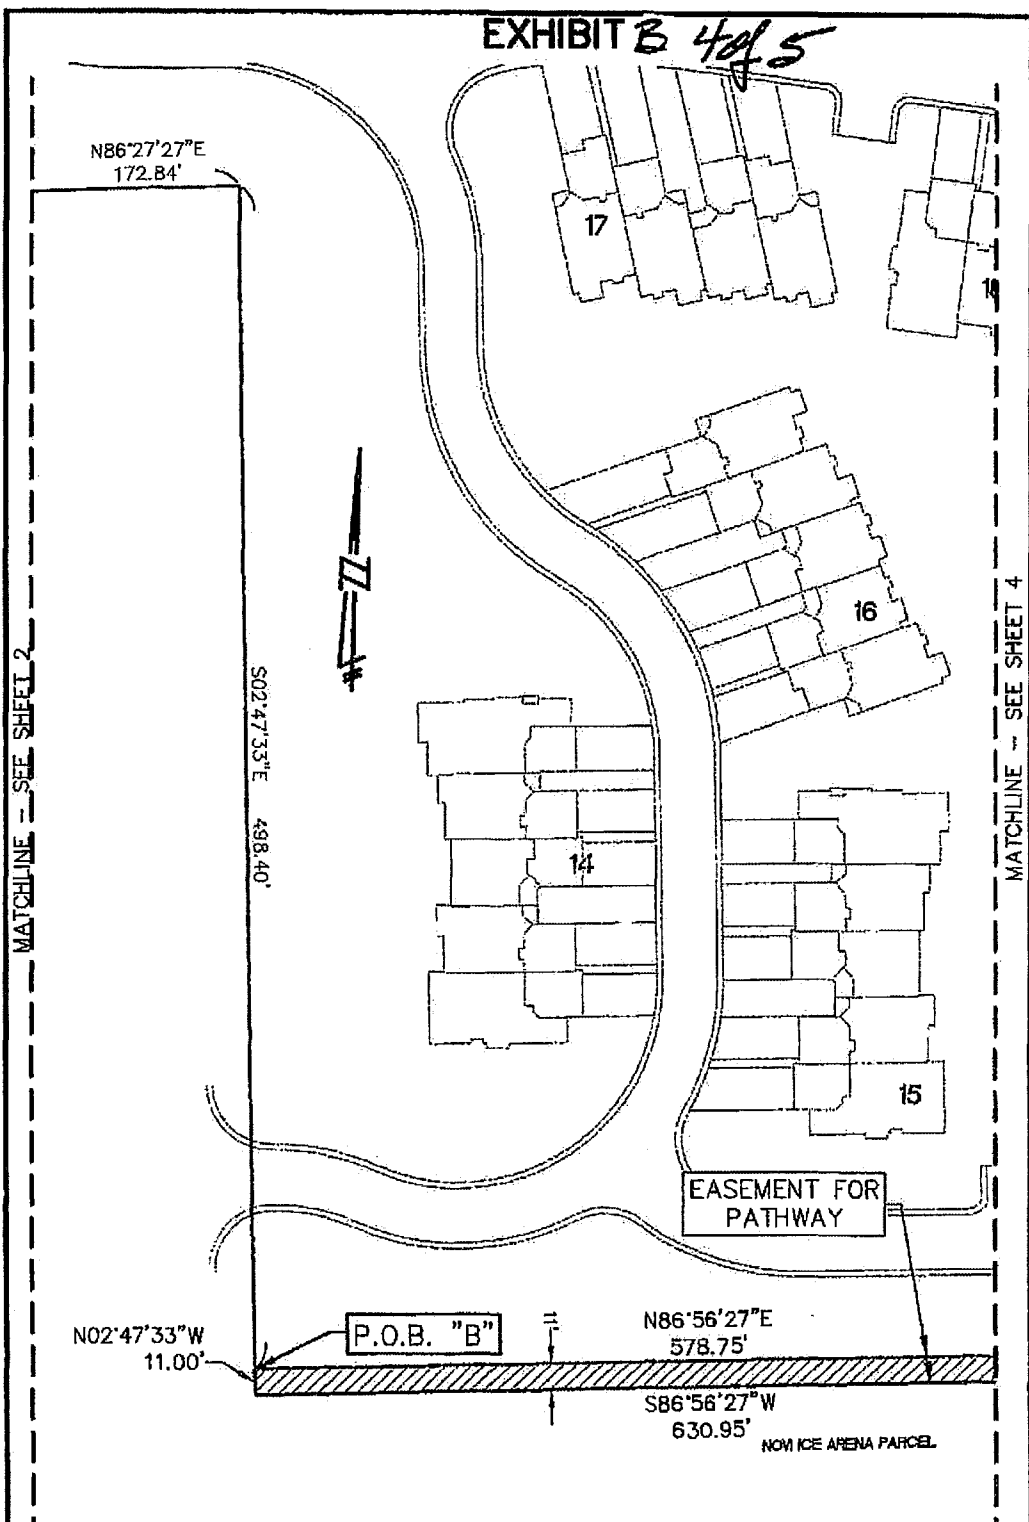 EXHIBIT B 4 of 5
N86°27'27"E
172.84'
17
16
MATCHLINE - SEE SHEET 2
MATCHLINE - SEE SHEET 4
S02°47'33"E 498.40'
14
15
EASEMENT FOR
PATHWAY
N02°47'33"W
11.00'
P.O.B. "B"
11'
N86°56'27"E
578.75'
S86°56'27"W
630.95'
NOVI ICE ARENA PARCEL